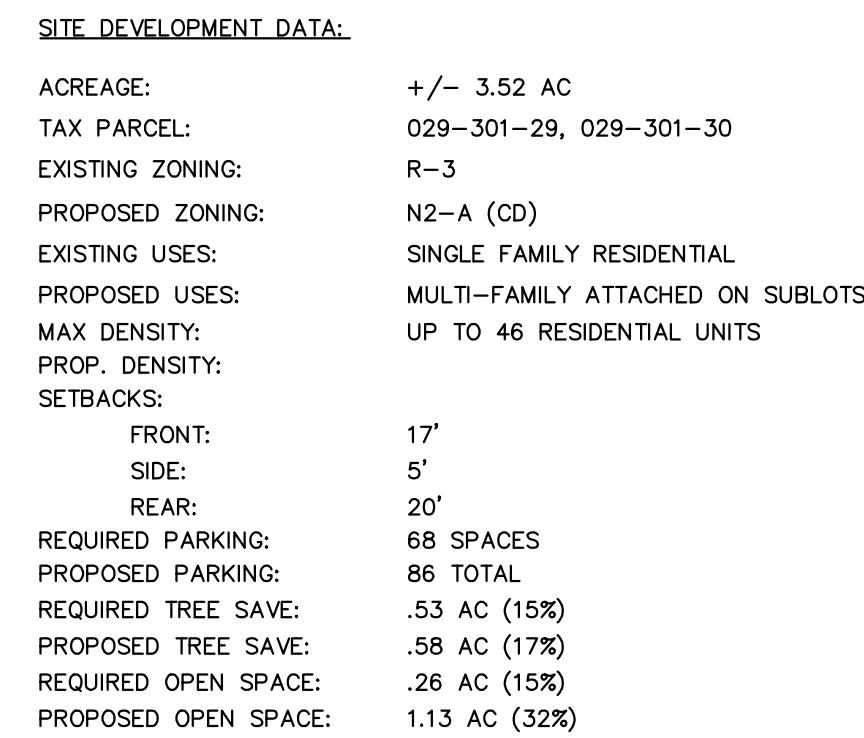 SITE DEVELOPMENT DATA:
ACREAGE: +/- 3.52 AC
TAX PARCEL: 029-301-29, 029-301-30
EXISTING ZONING: R-3
PROPOSED ZONING: N2-A (CD)
EXISTING USES: SINGLE FAMILY RESIDENTIAL
PROPOSED USES: MULTI-FAMILY ATTACHED ON SUBLOTS
MAX DENSITY: UP TO 46 RESIDENTIAL UNITS
PROP. DENSITY:
SETBACKS:
FRONT: 17'
SIDE: 5'
REAR: 20'
REQUIRED PARKING: 68 SPACES
PROPOSED PARKING: 86 TOTAL
REQUIRED TREE SAVE: .53 AC (15%)
PROPOSED TREE SAVE: .58 AC (17%)
REQUIRED OPEN SPACE: .26 AC (15%)
PROPOSED OPEN SPACE: 1.13 AC (32%)